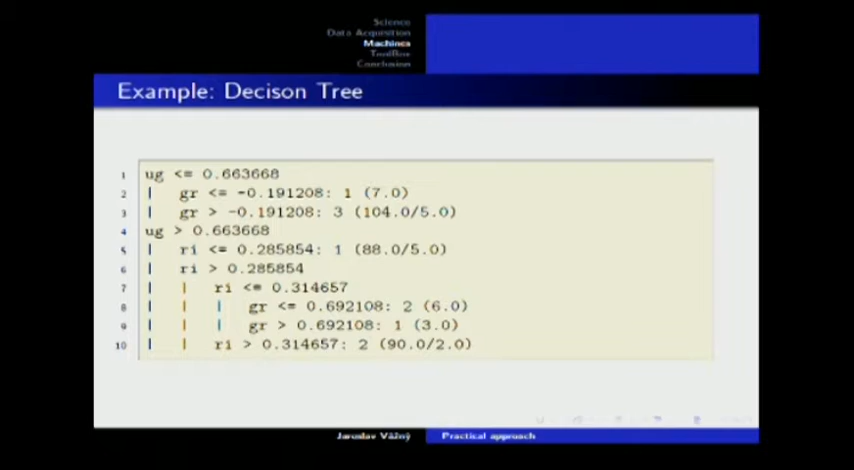 Science
Data Acquisition
Machines
ToolBox
Conclusion
Example: Decison Tree
1 ug <= 0.663668
2 | gr <= -0.191208: 1 (7.0)
3 | gr > -0.191208: 3 (104.0/5.0)
4 ug > 0.663668
5 | ri <= 0.285854: 1 (88.0/5.0)
6 | ri > 0.285854
7 | | ri <= 0.314657
8 | | | gr <= 0.692108: 2 (6.0)
9 | | | gr > 0.692108: 1 (3.0)
10 | | ri > 0.314657: 2 (90.0/2.0)
Jaroslav Vážný Practical approach